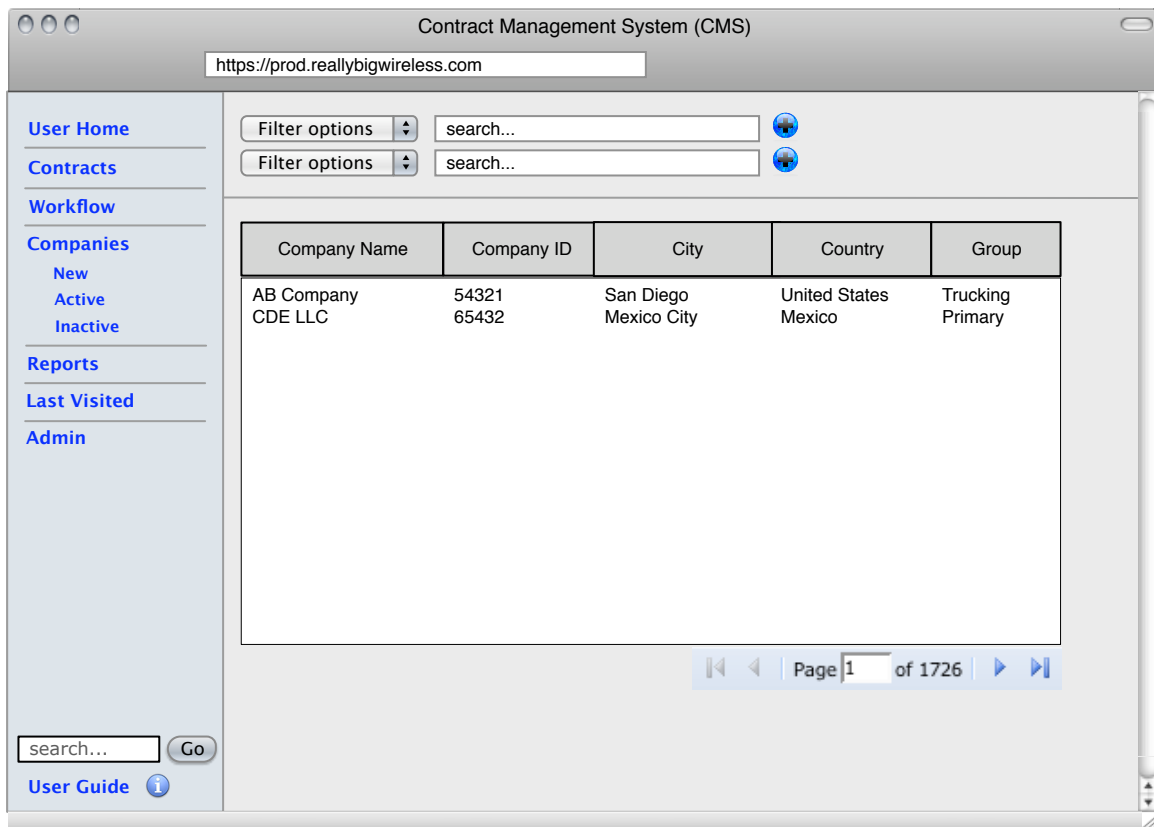 Contract Management System (CMS)
https://prod.reallybigwireless.com
User Home
Contracts
Workflow
Companies
New
Active
Inactive
Reports
Last Visited
Admin
search...
Go
User Guide
i
Filter options search...
Filter options search...
Company Name Company ID City Country Group
AB Company 54321 San Diego United States Trucking
CDE LLC 65432 Mexico City Mexico Primary
Page 1 of 1726